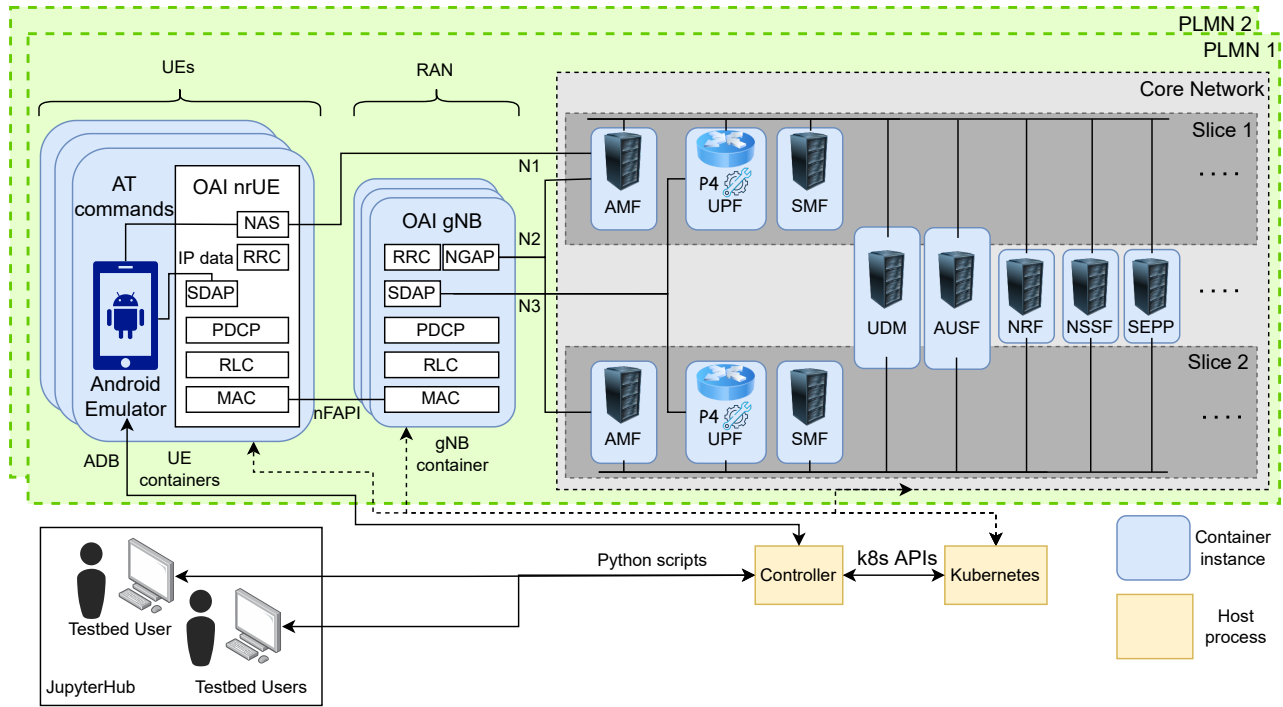 PLMN 2
PLMN 1
UEs
RAN
Core Network
Slice 1
AT
commands
OAI nrUE
NAS
RRC
IP data
SDAP
PDCP
RLC
MAC
Android
Emulator
OAI gNB
RRC
NGAP
SDAP
PDCP
RLC
MAC
N1
N2
N3
nFAPI
AMF
P4
UPF
SMF
....
UDM
AUSF
NRF
NSSF
SEPP
....
Slice 2
AMF
P4
UPF
SMF
....
ADB
UE
containers
gNB
container
Python scripts
Controller
k8s APIs
Kubernetes
Container
instance
Host
process
Testbed User
Testbed Users
JupyterHub